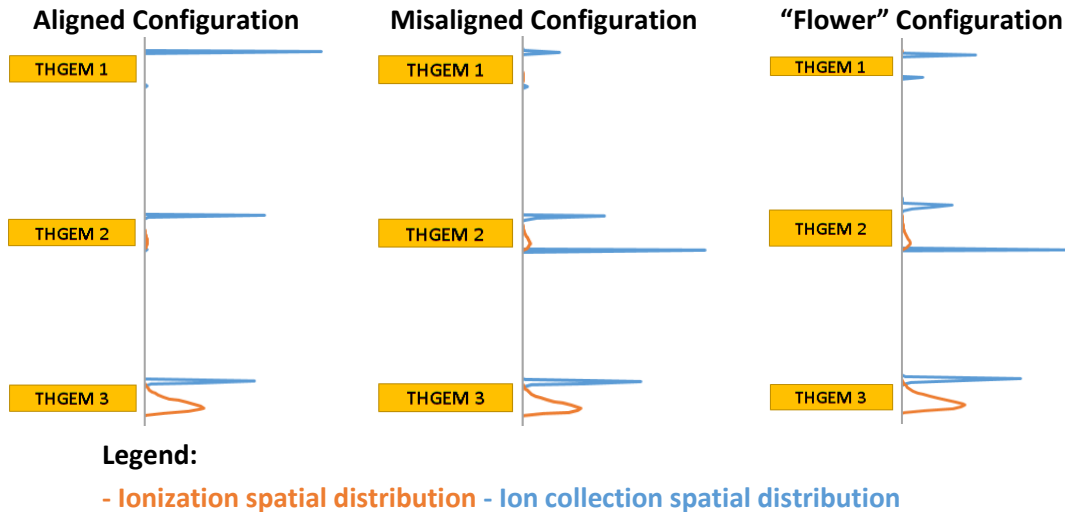 Aligned Configuration
Misaligned Configuration
“Flower” Configuration
THGEM 1
THGEM 1
THGEM 1
THGEM 2
THGEM 2
THGEM 2
THGEM 3
THGEM 3
THGEM 3
Legend:
- Ionization spatial distribution - Ion collection spatial distribution